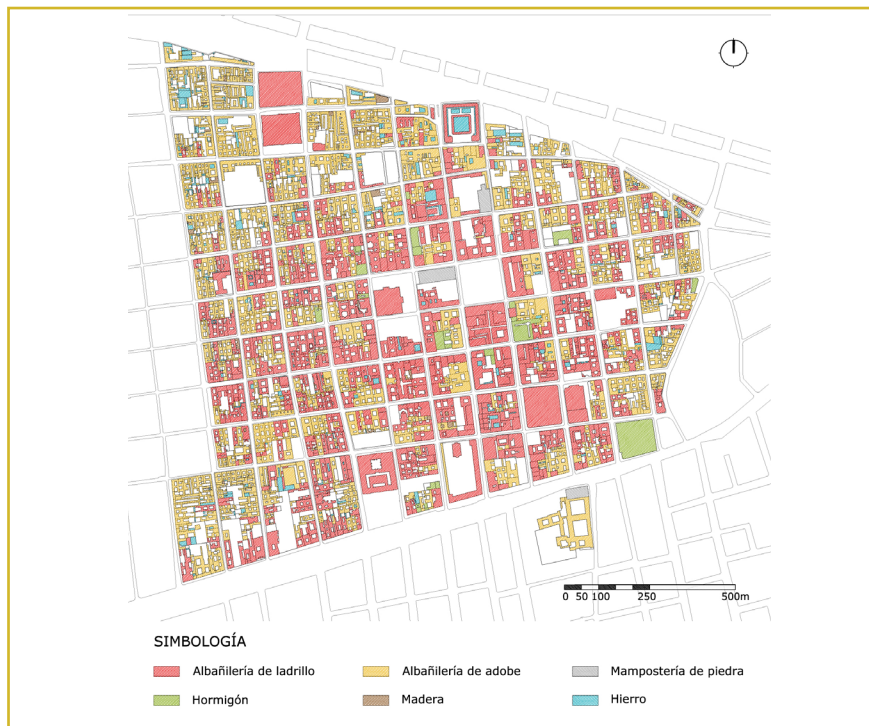 0 50 100 250 500m
SIMBOLOGÍA
Albañilería de ladrillo Albañilería de adobe Mampostería de piedra
Hormigón Madera Hierro